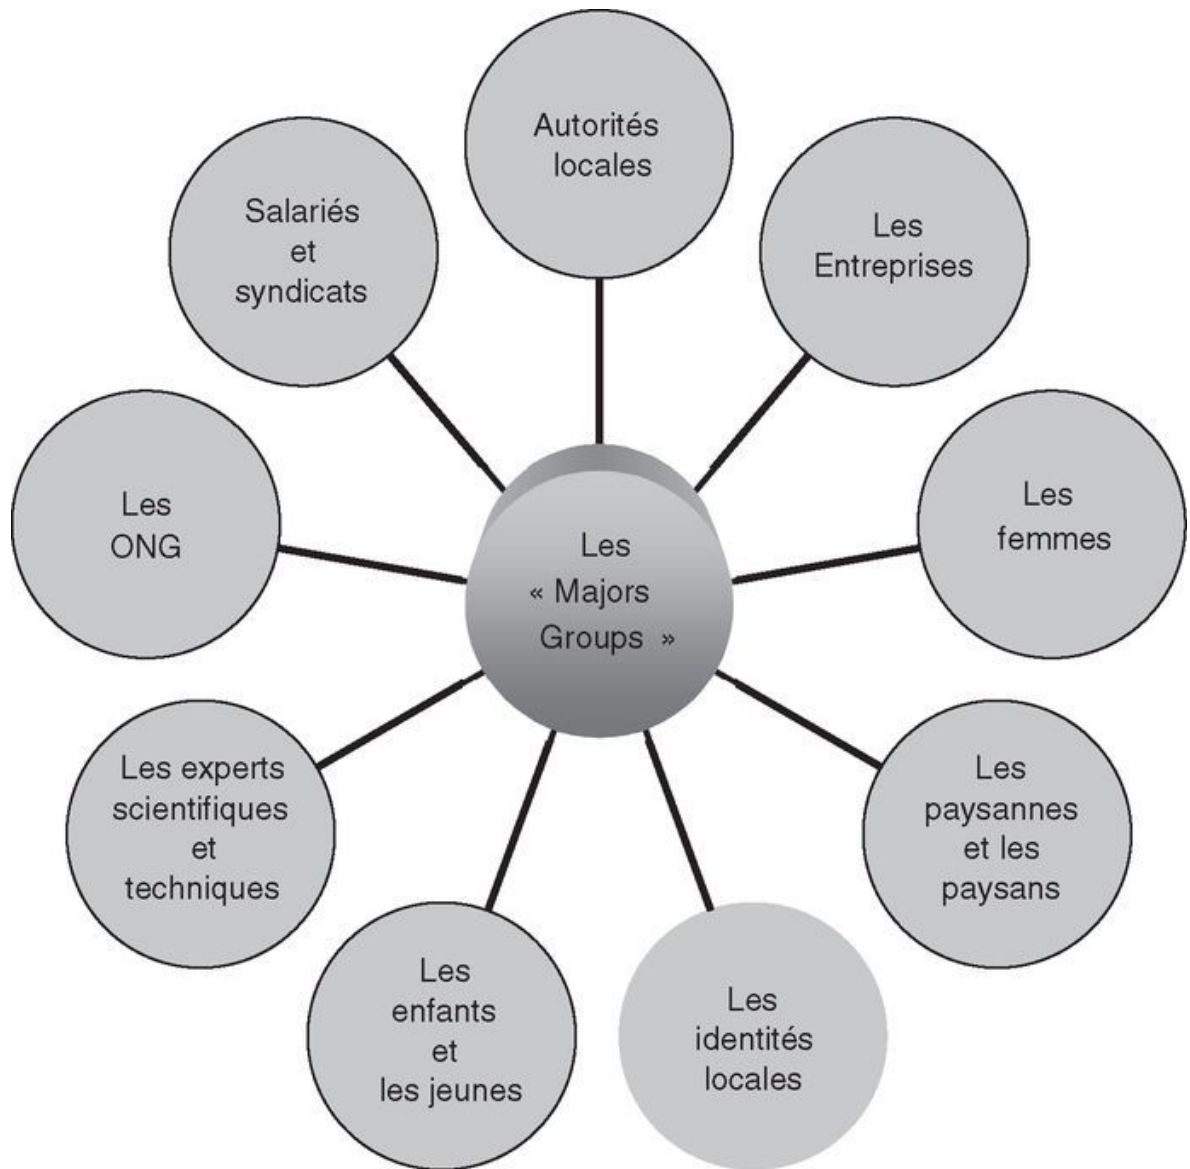 Autorités
locales
Les
Entreprises
Les
femmes
Les
paysannes
et les
paysans
Les
identités
locales
Les
enfants
et
les jeunes
Les experts
scientifiques
et
techniques
Les
ONG
Salariés
et
syndicats
Les
« Majors
Groups »